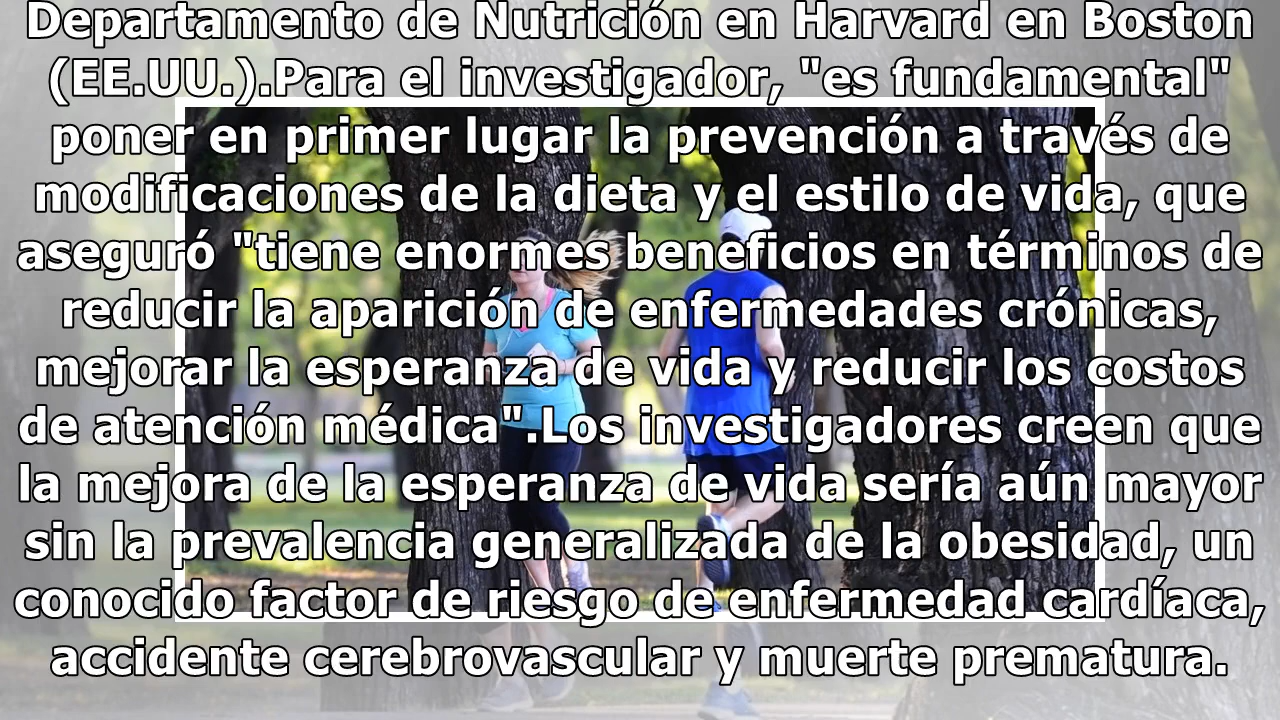 Departamento de Nutrición en Harvard en Boston
(EE.UU.).Para el investigador, "es fundamental"
poner en primer lugar la prevención a través de
modificaciones de la dieta y el estilo de vida, que
aseguró "tiene enormes beneficios en términos de
reducir la aparición de enfermedades crónicas,
mejorar la esperanza de vida y reducir los costos
de atención médica".Los investigadores creen que
la mejora de la esperanza de vida sería aún mayor
sin la prevalencia generalizada de la obesidad, un
conocido factor de riesgo de enfermedad cardíaca,
accidente cerebrovascular y muerte prematura.